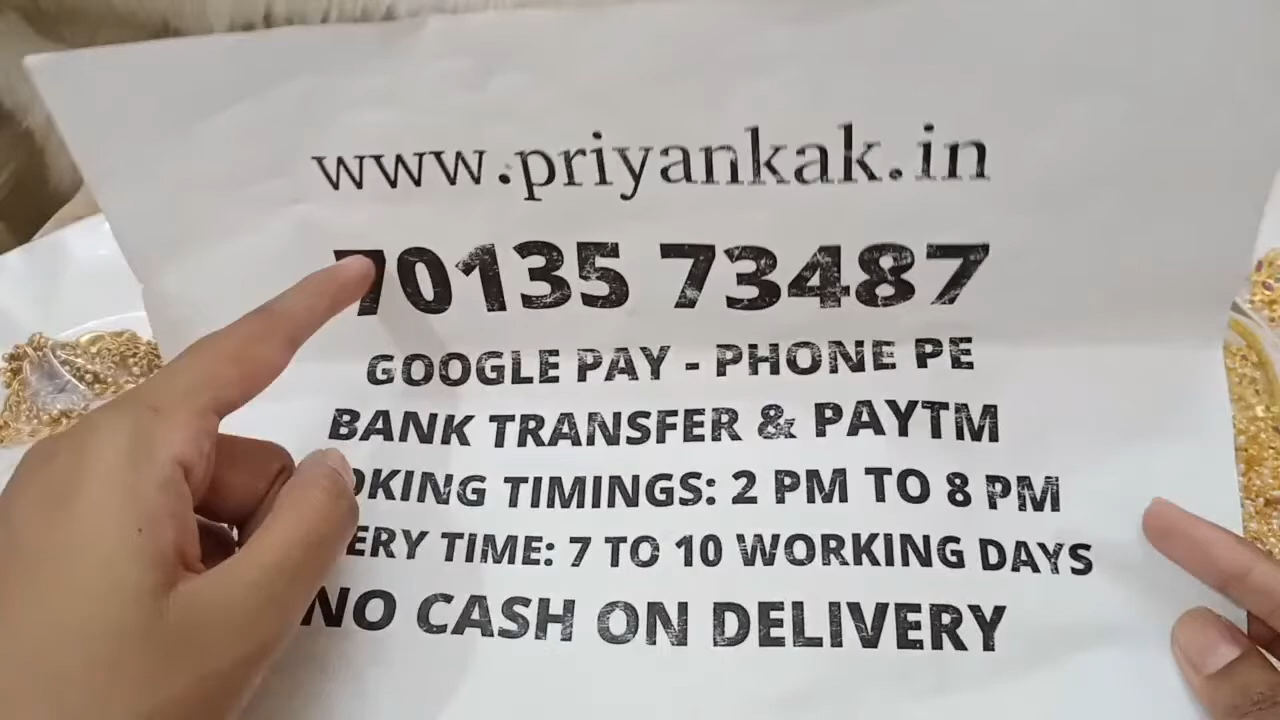 www.priyankak.in
70135 73487
GOOGLE PAY - PHONE PE
BANK TRANSFER & PAYTM
TIMINGS: 2 PM TO 8 PM
TIME: 7 TO 10 WORKING DAYS
NO CASH ON DELIVERY